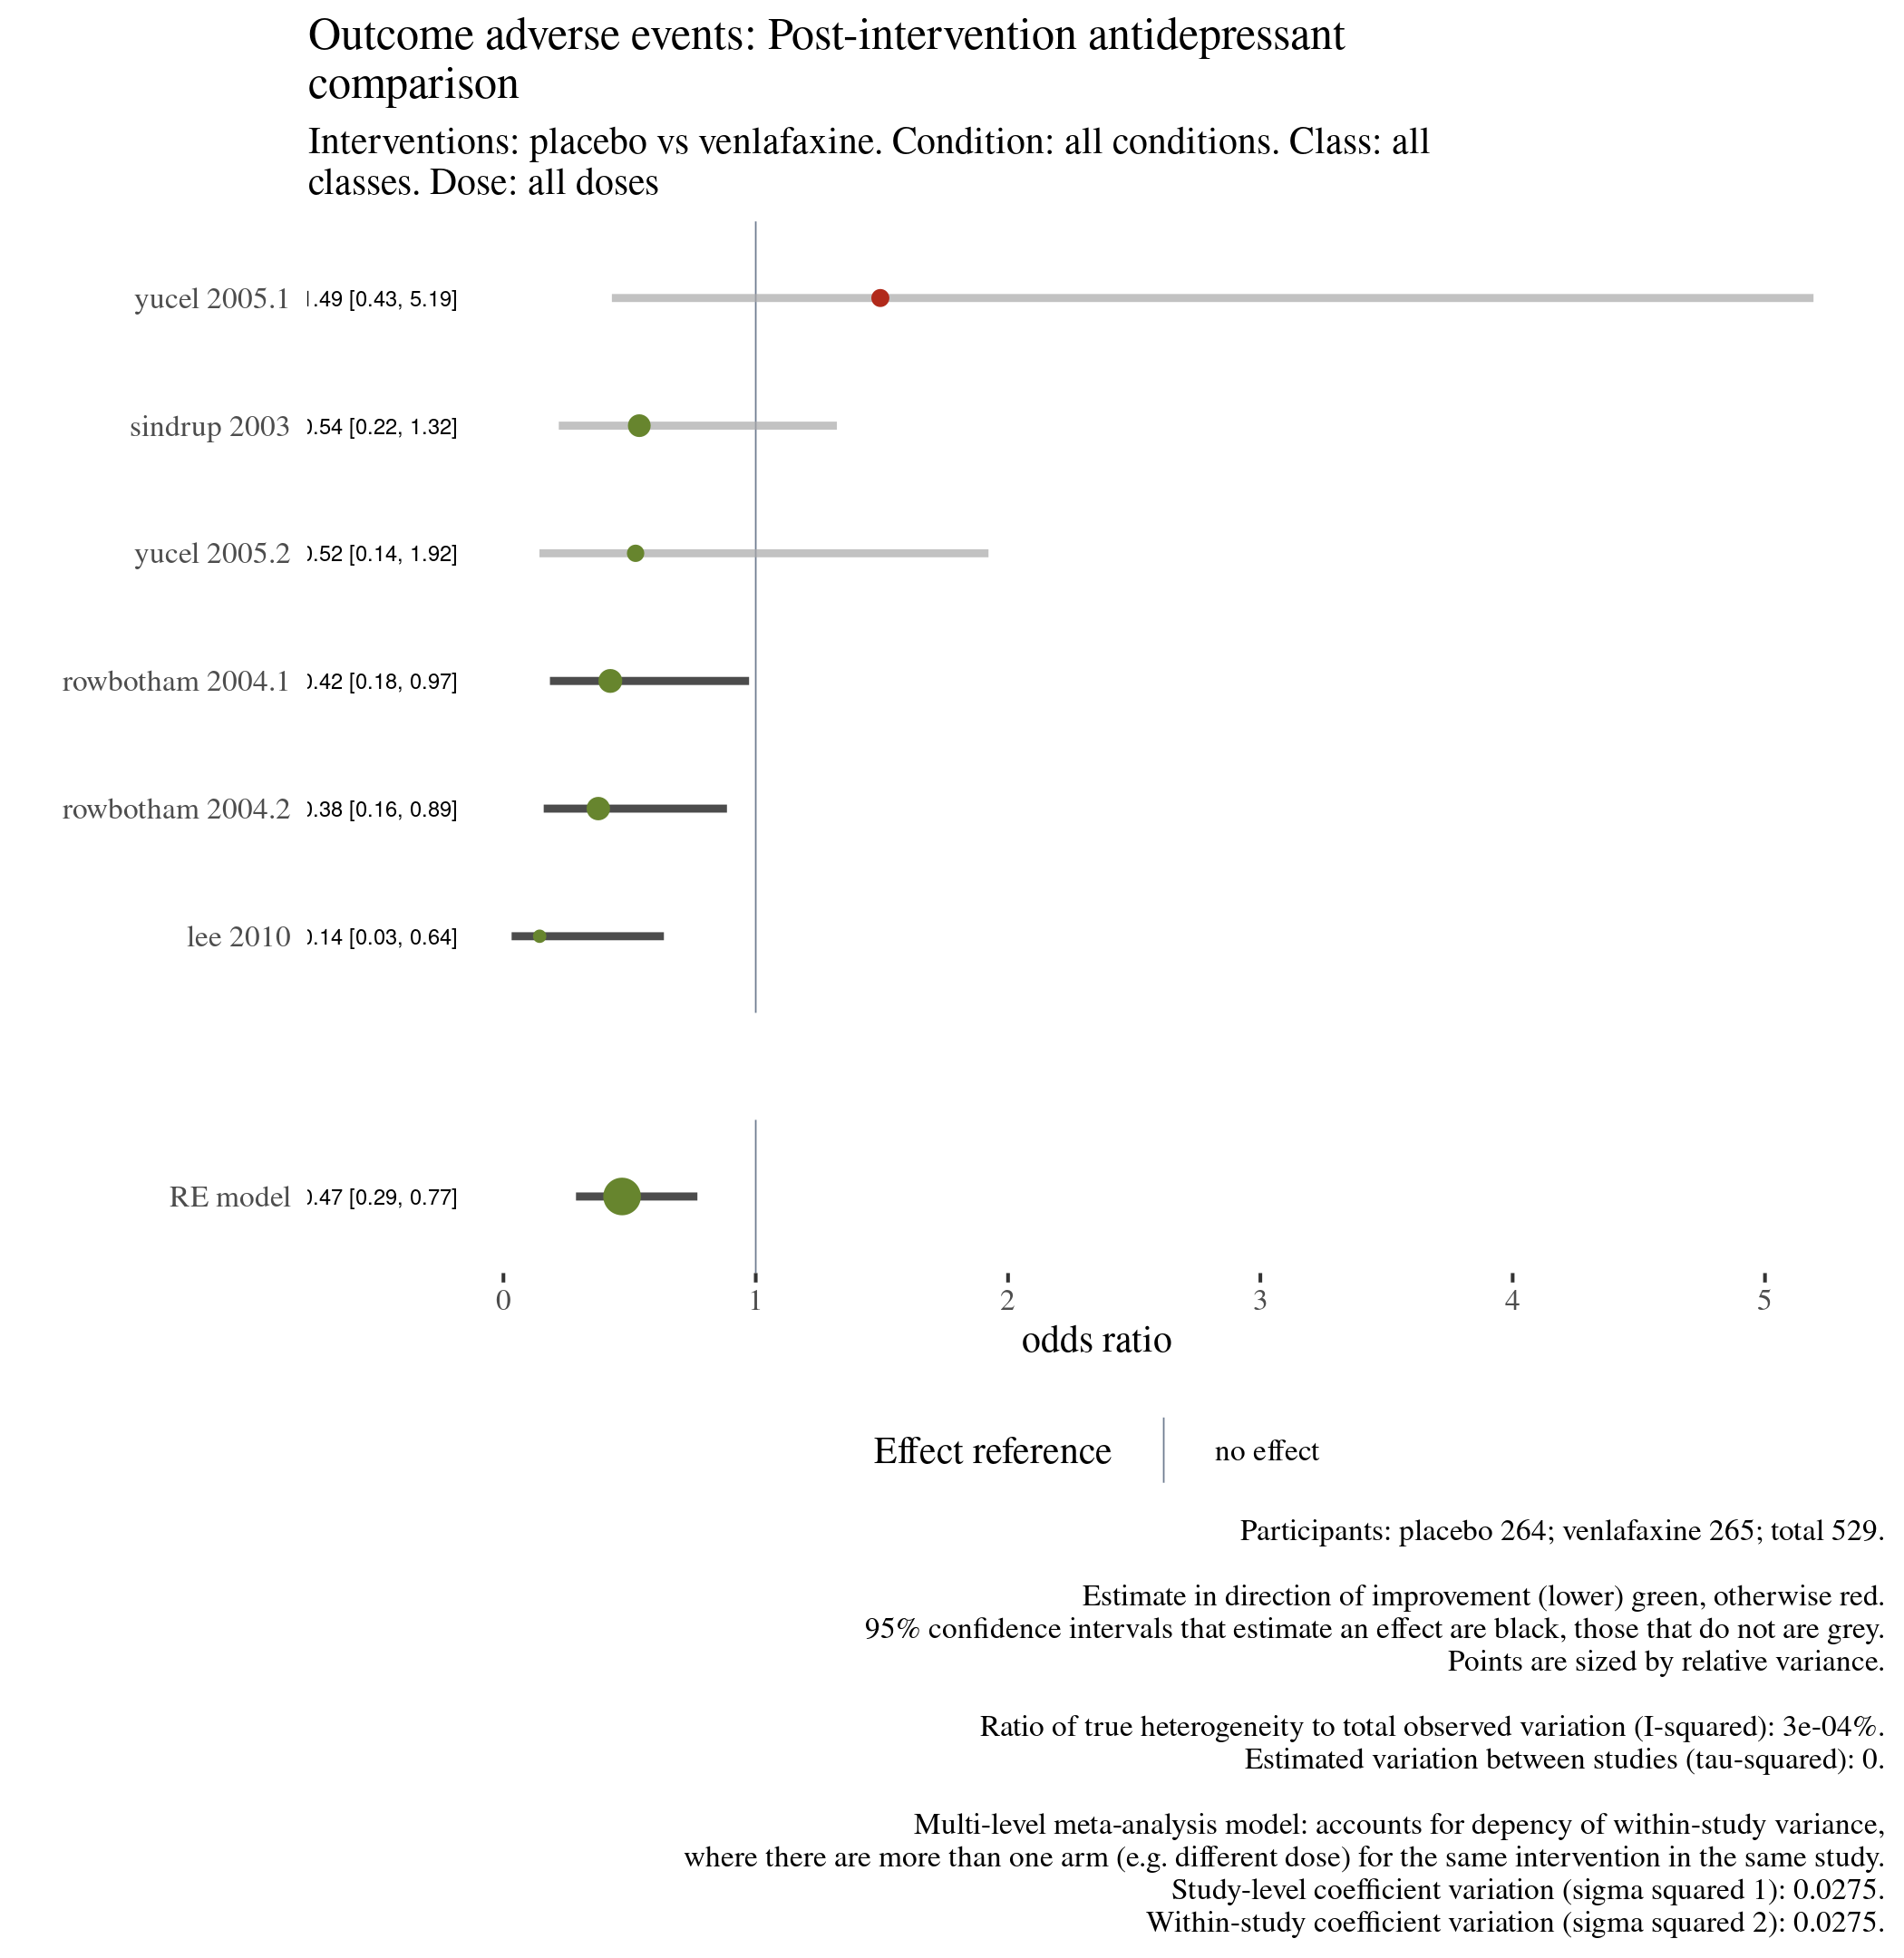 Outcome adverse events: Post-intervention antidepressant
comparison
Interventions: placebo vs venlafaxine. Condition: all conditions. Class: all
classes. Dose: all doses
yucel 2005.1 1.49 [0.43, 5.19]
sindrup 2003 0.54 [0.22, 1.32]
yucel 2005.2 0.52 [0.14, 1.92]
rowbotham 2004.1 0.42 [0.18, 0.97]
rowbotham 2004.2 0.38 [0.16, 0.89]
lee 2010 0.14 [0.03, 0.64]
RE model 0.47 [0.29, 0.77]
0 1 2 3 4 5
odds ratio
Effect reference no effect
Participants: placebo 264; venlafaxine 265; total 529.
Estimate in direction of improvement (lower) green, otherwise red.
95% confidence intervals that estimate an effect are black, those that do not are grey.
Points are sized by relative variance.
Ratio of true heterogeneity to total observed variation (I-squared): 3e-04%.
Estimated variation between studies (tau-squared): 0.
Multi-level meta-analysis model: accounts for depency of within-study variance,
where there are more than one arm (e.g. different dose) for the same intervention in the same study.
Study-level coefficient variation (sigma squared 1): 0.0275.
Within-study coefficient variation (sigma squared 2): 0.0275.